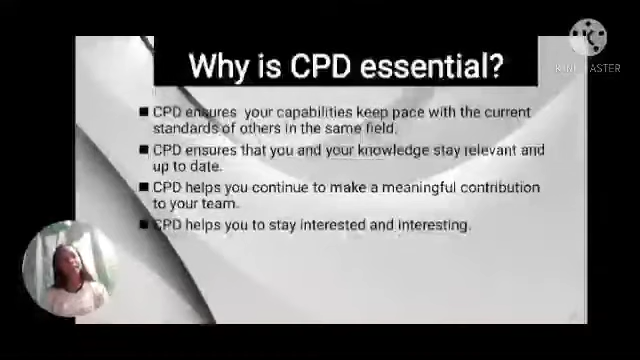 Why is CPD essential?
KINEMASTER
■ CPD ensures your capabilities keep pace with the current
standards of others in the same field.
■ CPD ensures that you and your knowledge stay relevant and
up to date.
■ CPD helps you continue to make a meaningful contribution
to your team.
■ CPD helps you to stay interested and interesting.